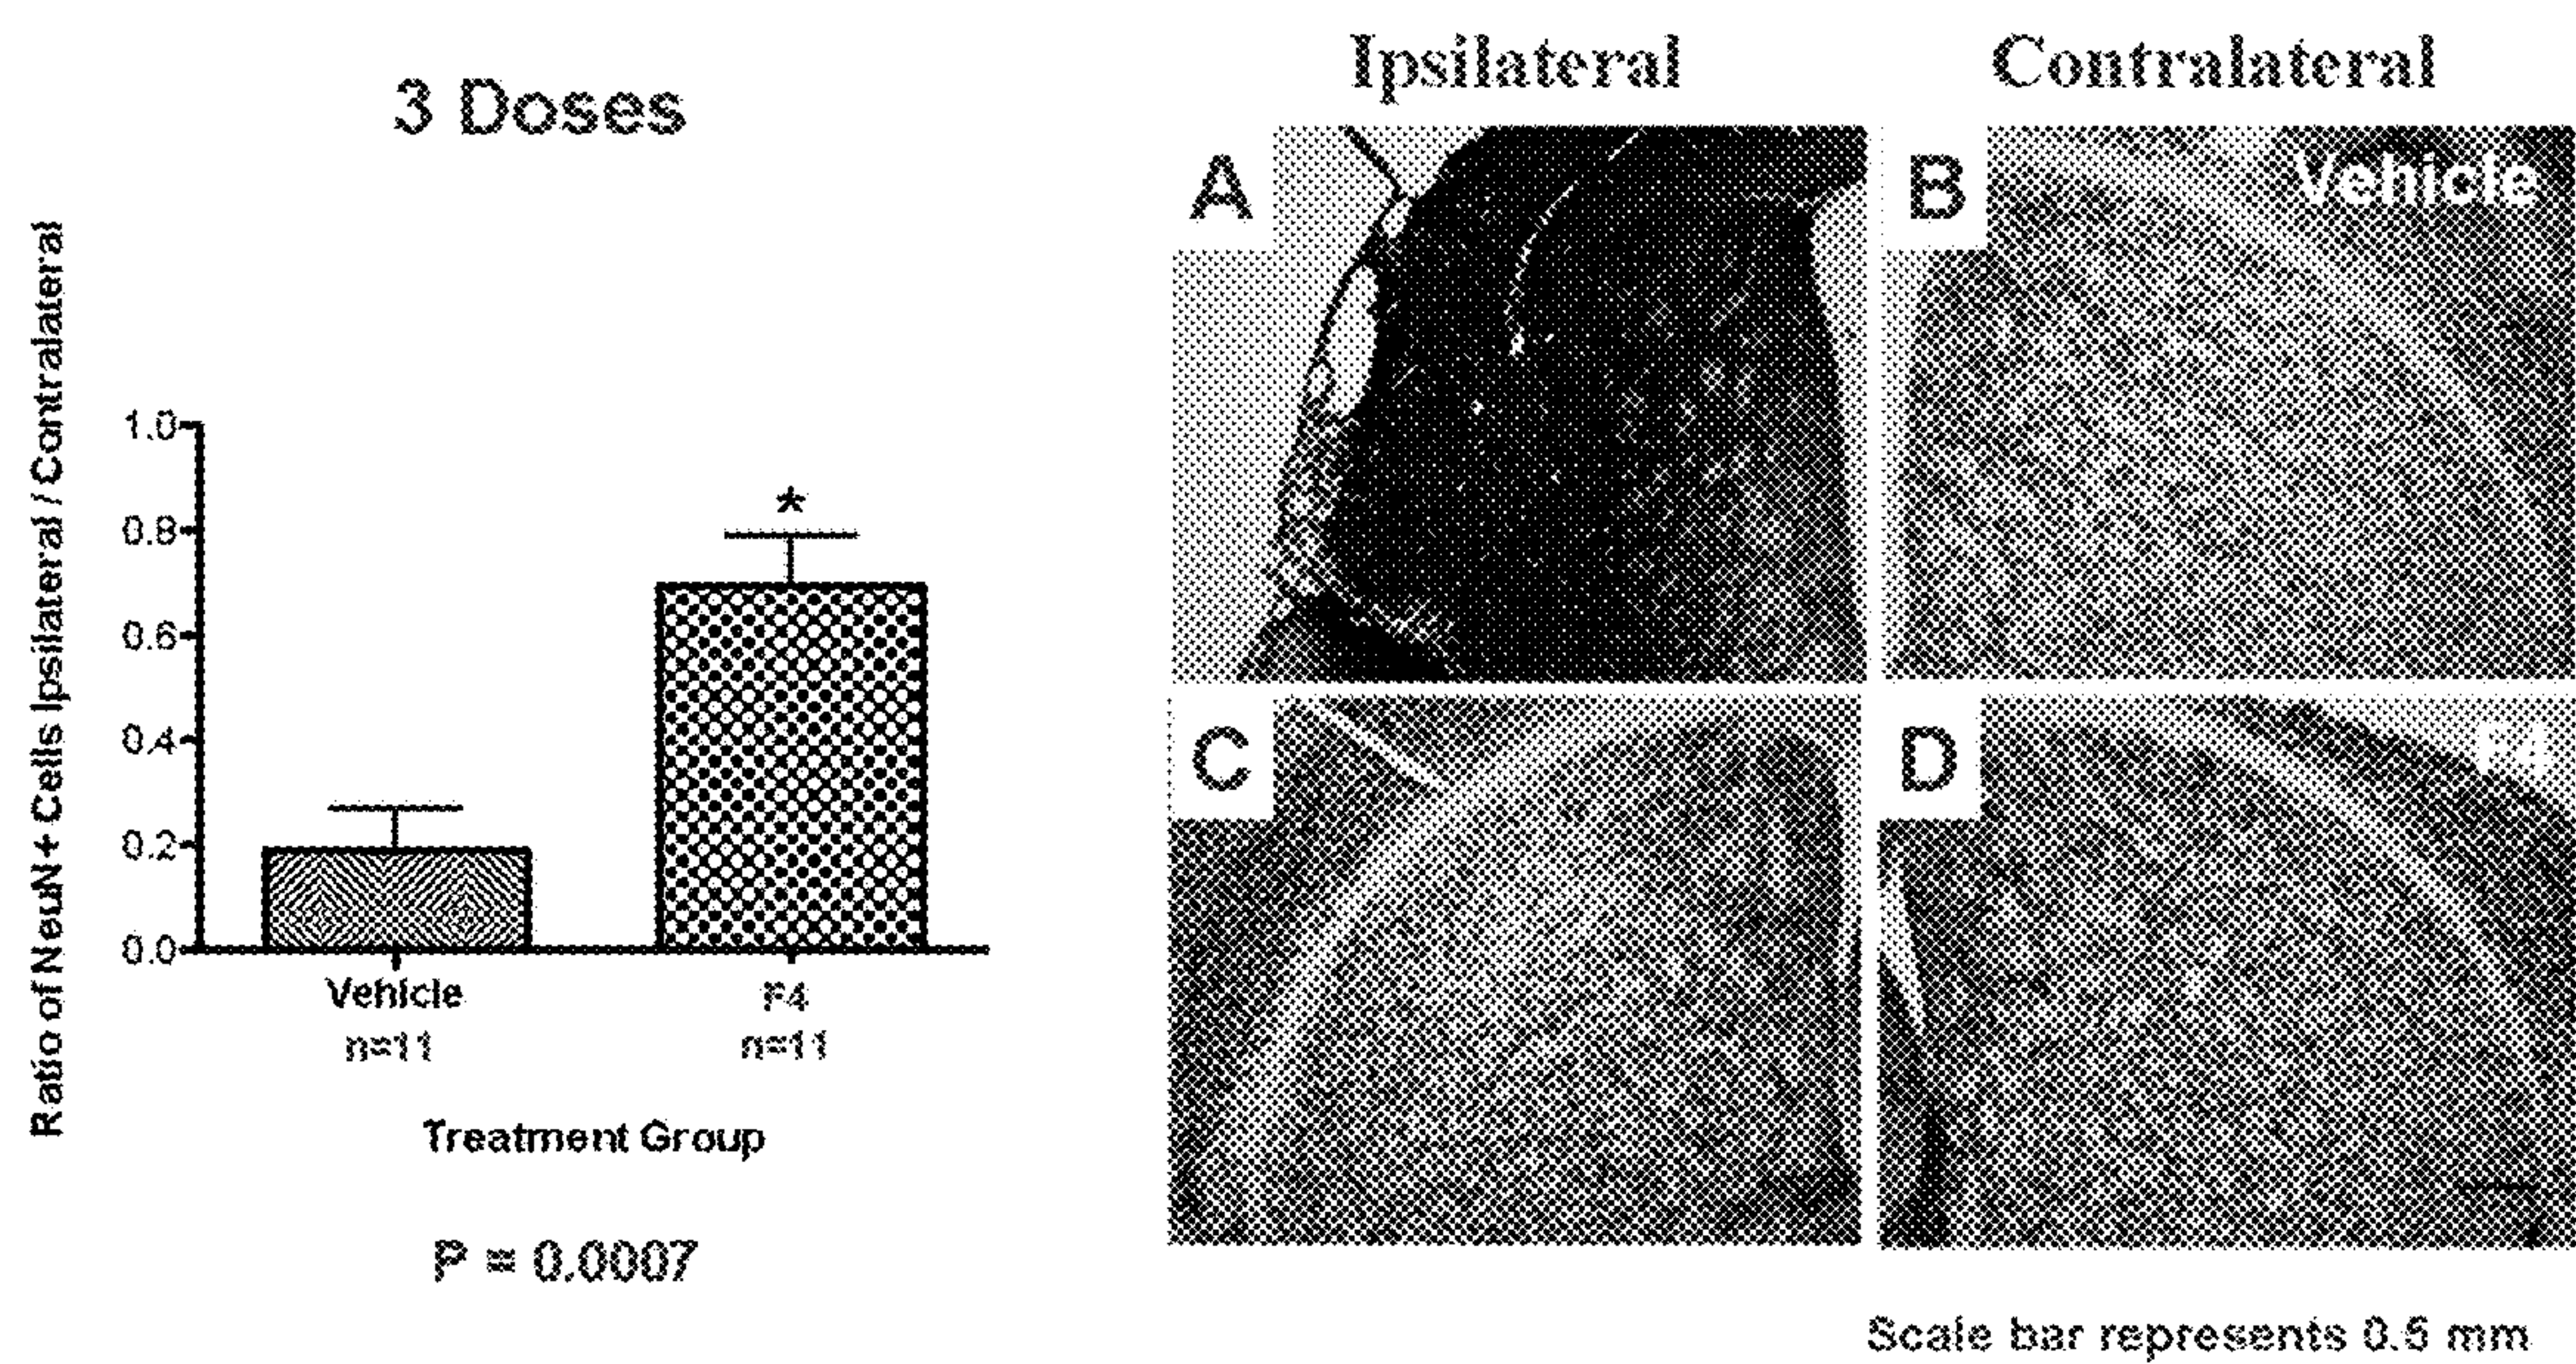 3 Doses
Ratio of NeuN+ Cells Ipsilateral / Contralateral
1.0
0.8
0.6
0.4
0.2
0.0
*
Vehicle
n=11
F4
n=11
Treatment Group
P = 0.0007
Ipsilateral
Contralateral
A
B
Vehicle
C
D
F4
Scale bar represents 0.5 mm